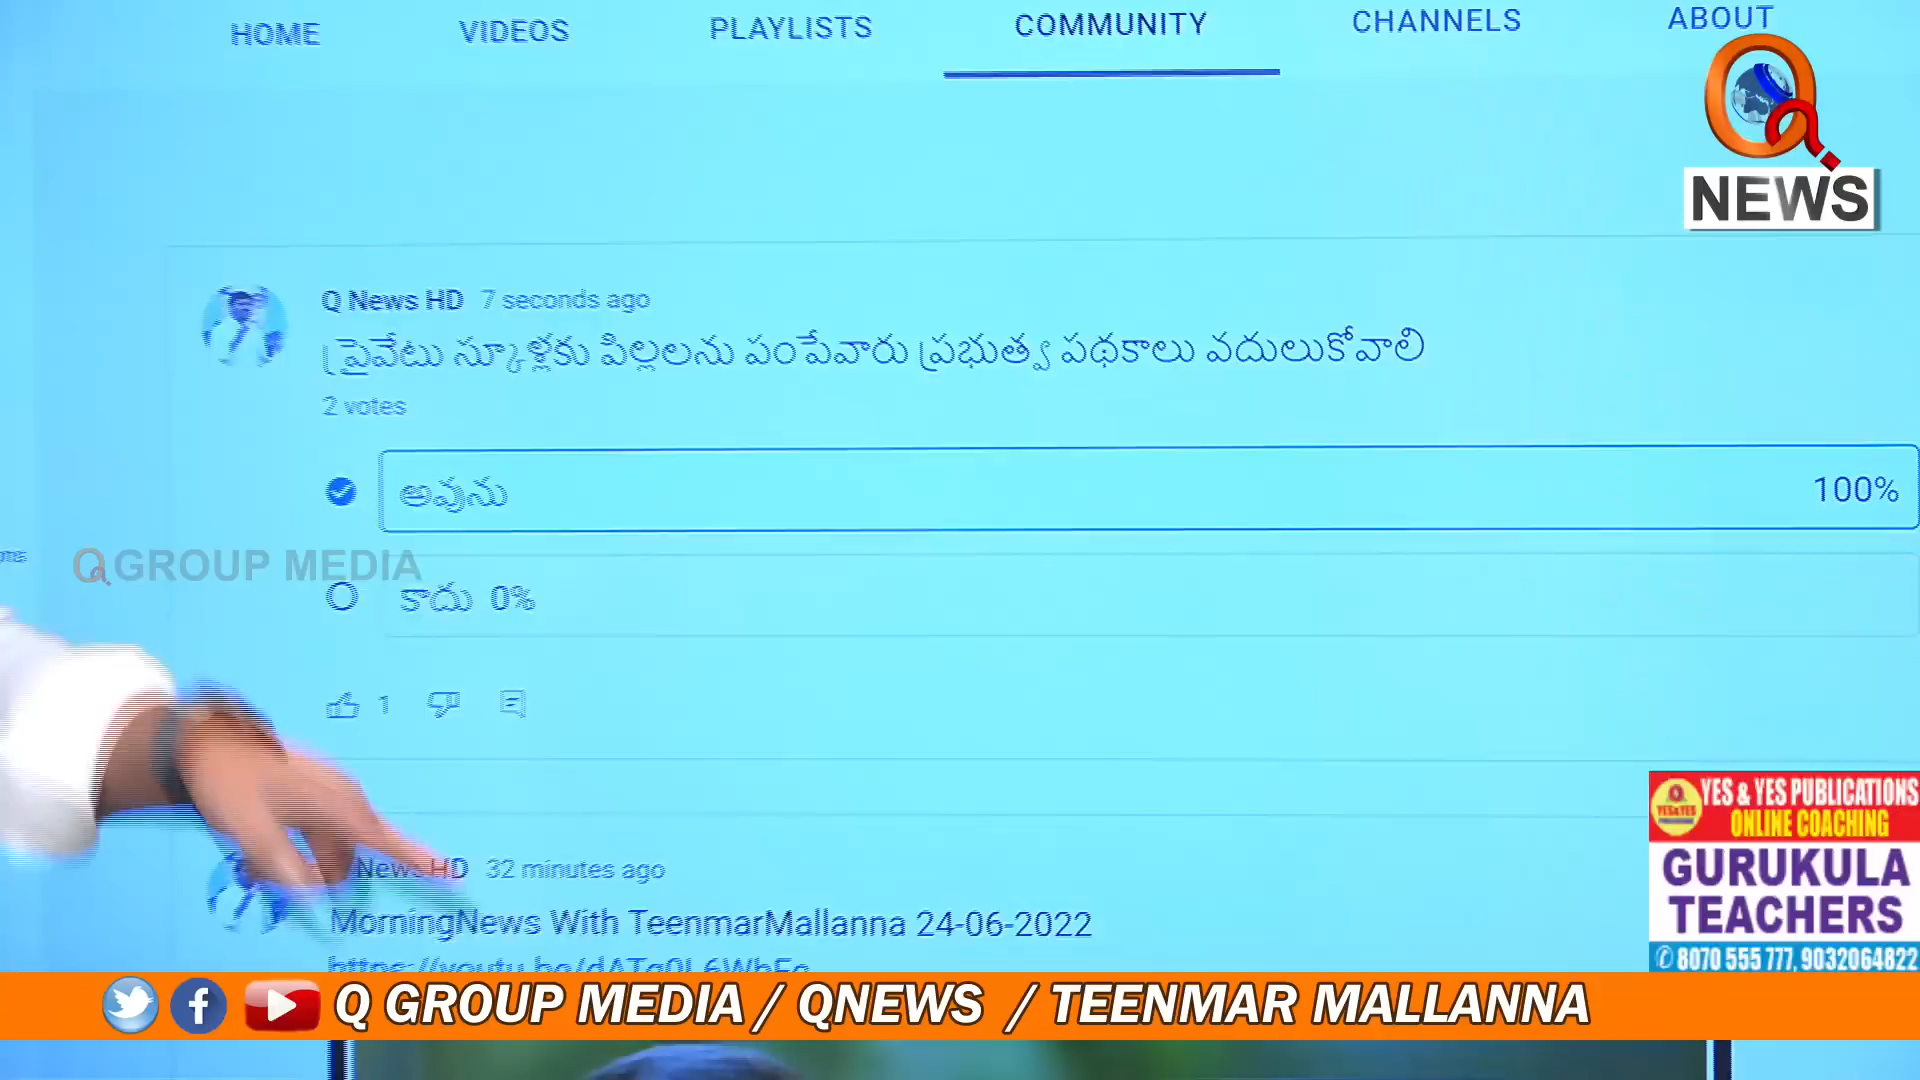 HOME VIDEOS PLAYLISTS COMMUNITY CHANNELS ABOUT
Q NEWS
Q News HD 7 seconds ago
ప్రైవేటు స్కూళ్లకు పిల్లలను పంపేవారు ప్రభుత్వ పథకాలు వదులుకోవాలి
2 votes
అవును 100%
Q GROUP MEDIA
కాదు 0%
1
News HD 32 minutes ago
MorningNews With TeenmarMallanna 24-06-2022
YES & YES PUBLICATIONS
ONLINE COACHING
GURUKULA
TEACHERS
8070 555 777, 9032064822
Q GROUP MEDIA / QNEWS / TEENMAR MALLANNA